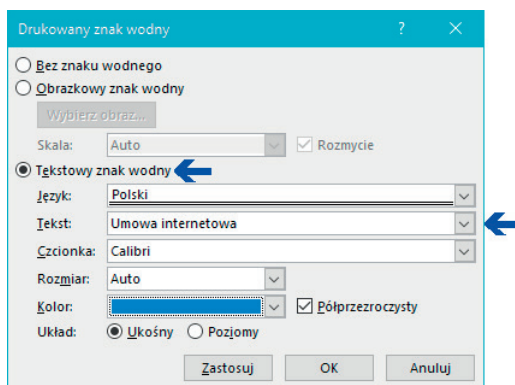 Drukowany znak wodny ? ×
Bez znaku wodnego
Obrazkowy znak wodny
Wybierz obraz...
Skala: Auto Rozmycie
Tekstowy znak wodny
Język: Polski
Tekst: Umowa internetowa
Czcionka: Calibri
Rozmiar: Auto
Kolor: Półprzezroczysty
Układ: Ukośny Poziomy
Zastosuj OK Anuluj